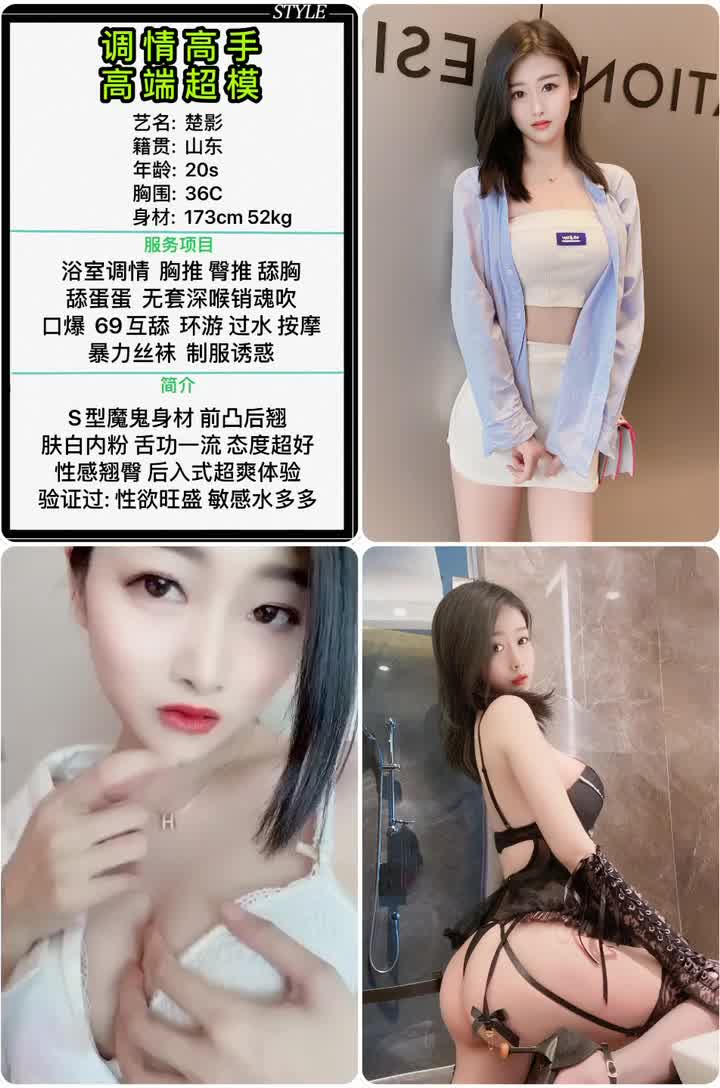 STYLE
调情高手
高端超模
艺名: 楚影
籍贯: 山东
年龄: 20s
胸围: 36C
身材: 173cm 52kg
服务项目
浴室调情 胸推 臀推 舔胸
舔蛋蛋 无套深喉销魂吹
口爆 69互舔 环游 过水 按摩
暴力丝袜 制服诱惑
简介
S型魔鬼身材 前凸后翘
肤白内粉 舌功一流 态度超好
性感翘臀 后入式超爽体验
验证过: 性欲旺盛 敏感水多多
H